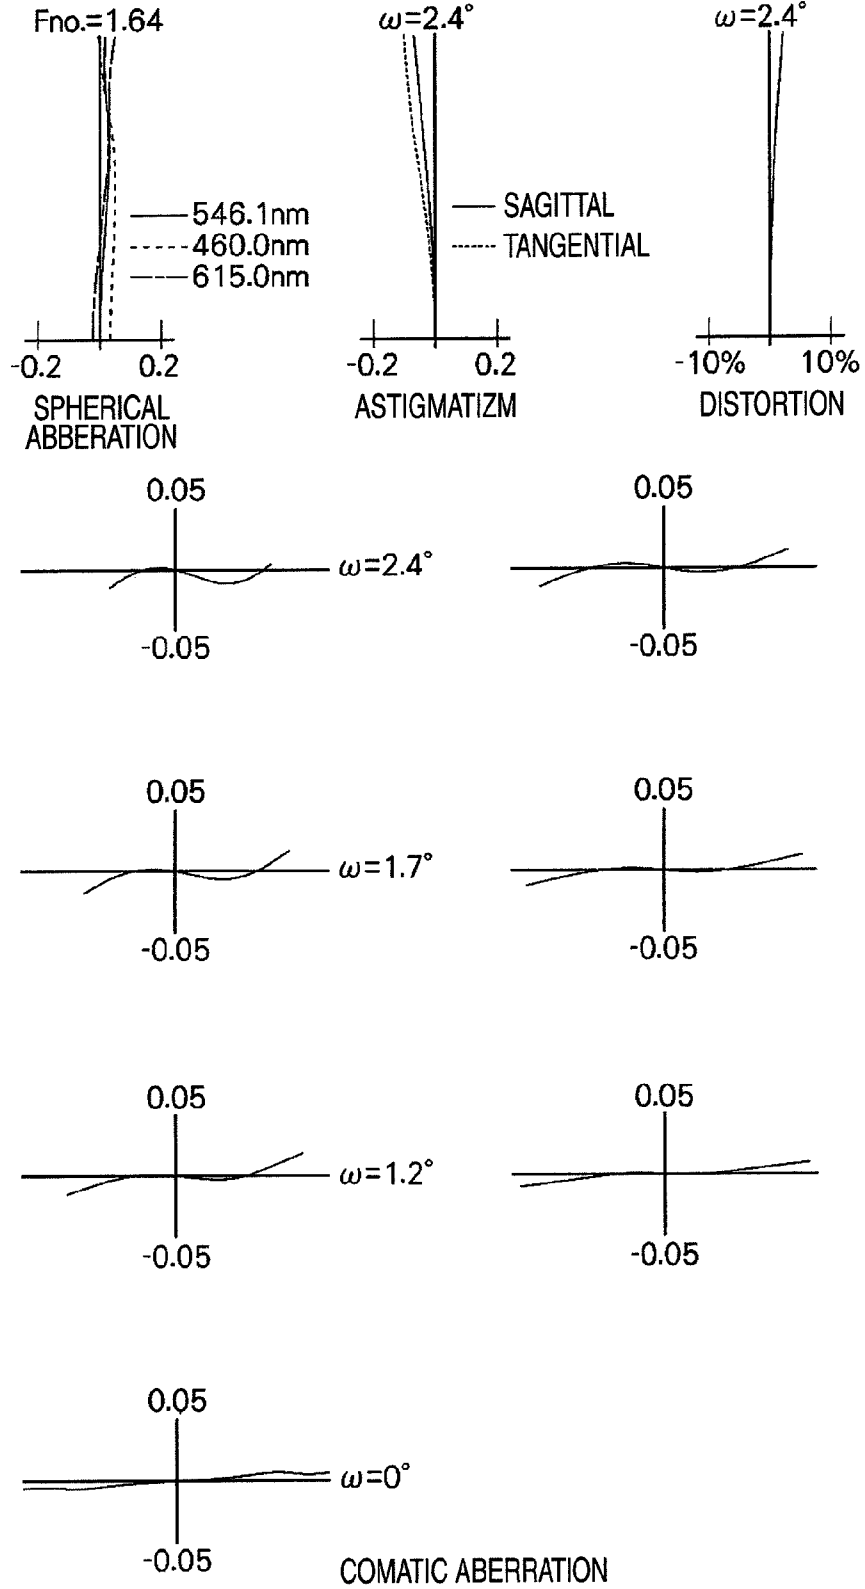 Fno.=1.64
ω=2.4°
ω=2.4°
546.1nm
460.0nm
615.0nm
SAGITTAL
TANGENTIAL
-0.2
0.2
-0.2
0.2
-10%
10%
SPHERICAL
ABBERATION
ASTIGMATIZM
DISTORTION
0.05
0.05
ω=2.4°
-0.05
-0.05
0.05
0.05
ω=1.7°
-0.05
-0.05
0.05
0.05
ω=1.2°
-0.05
-0.05
0.05
ω=0°
-0.05
COMATIC ABERRATION